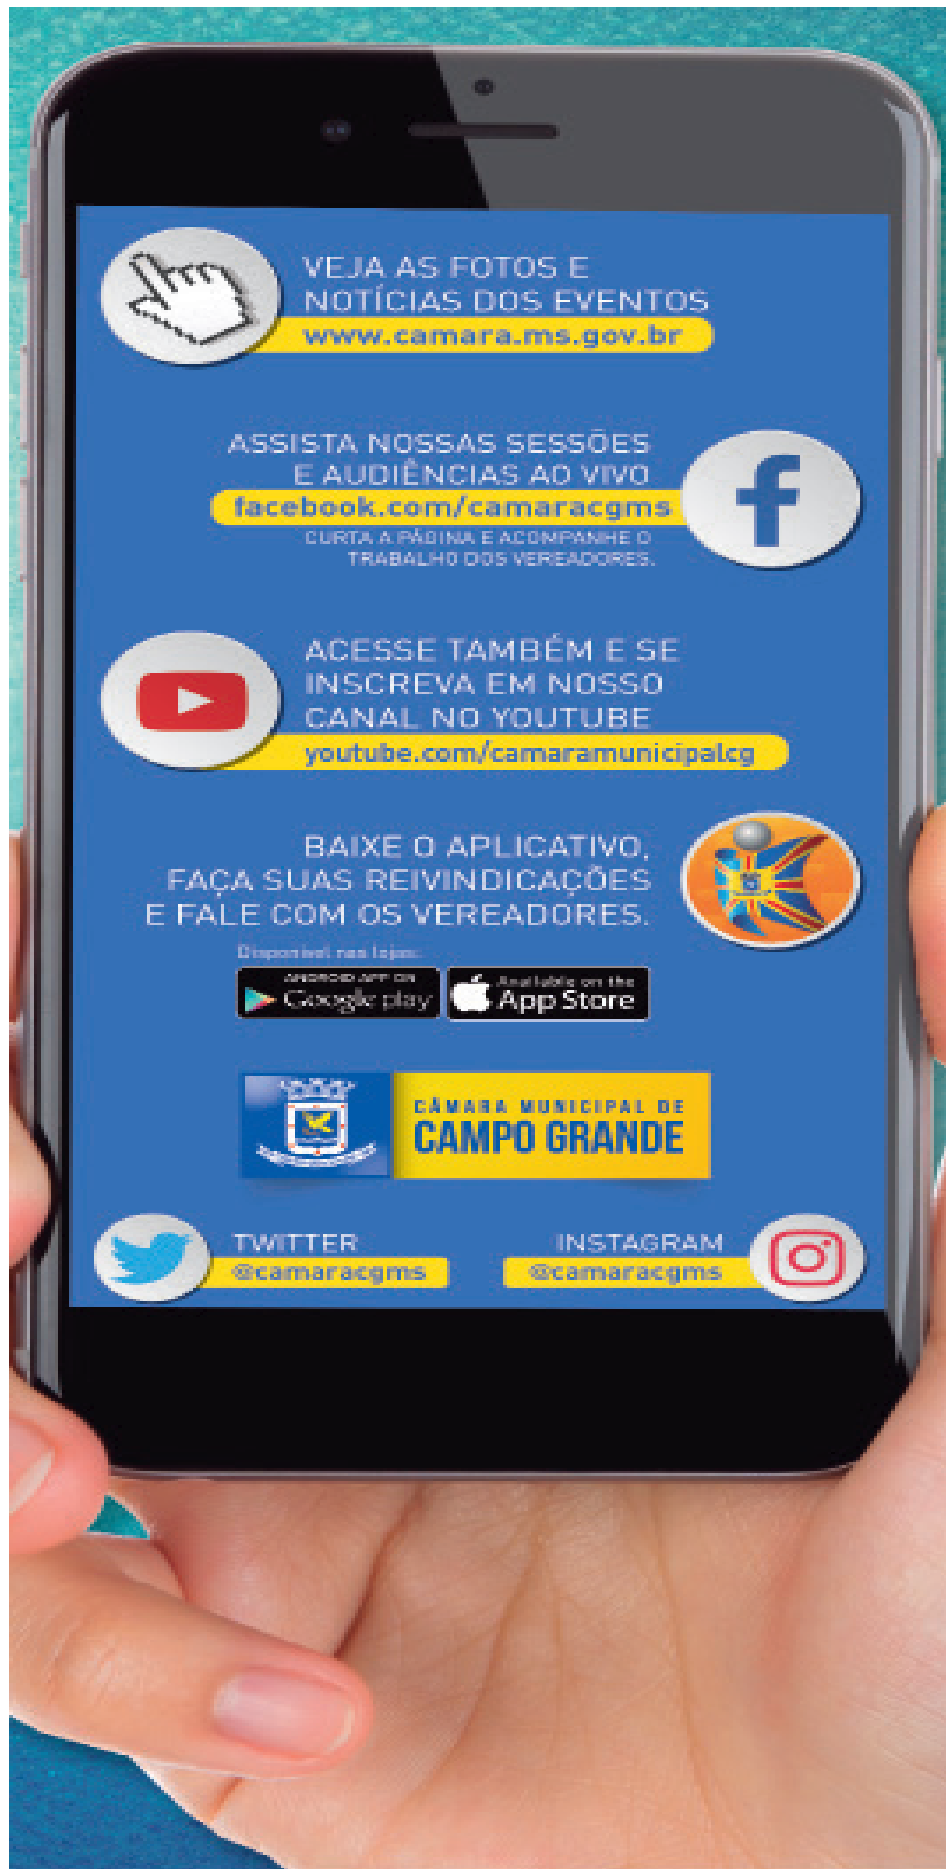 VEJA AS FOTOS E
NOTÍCIAS DOS EVENTOS
www.camara.ms.gov.br
ASSISTA NOSSAS SESSÕES
E AUDIÊNCIAS AO VIVO
facebook.com/camaracgms
CURTA A PÁGINA E ACOMPANHE O
TRABALHO DOS VEREADORES.
ACESSE TAMBÉM E SE
INSCREVA EM NOSSO
CANAL NO YOUTUBE
youtube.com/camaramunicipalcg
BAIXE O APLICATIVO,
FAÇA SUAS REIVINDICAÇÕES
E FALE COM OS VEREADORES.
Disponível nas lojas:
ANDROID APP ON
Google play
Available on the
App Store
CÂMARA MUNICIPAL DE
CAMPO GRANDE
TWITTER
@camaracgms
INSTAGRAM
@camaracgms